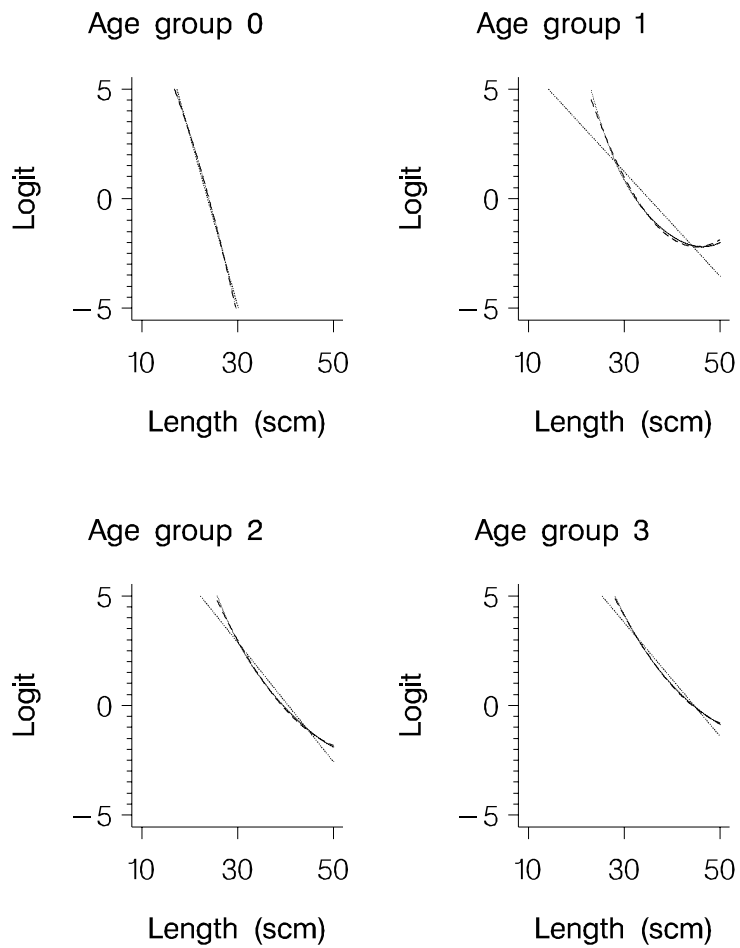 Age group 0
Age group 1
5
0
−5
Logit
10 30 50
Length (scm)
5
0
−5
Logit
10 30 50
Length (scm)
Age group 2
Age group 3
5
0
−5
Logit
10 30 50
Length (scm)
5
0
−5
Logit
10 30 50
Length (scm)